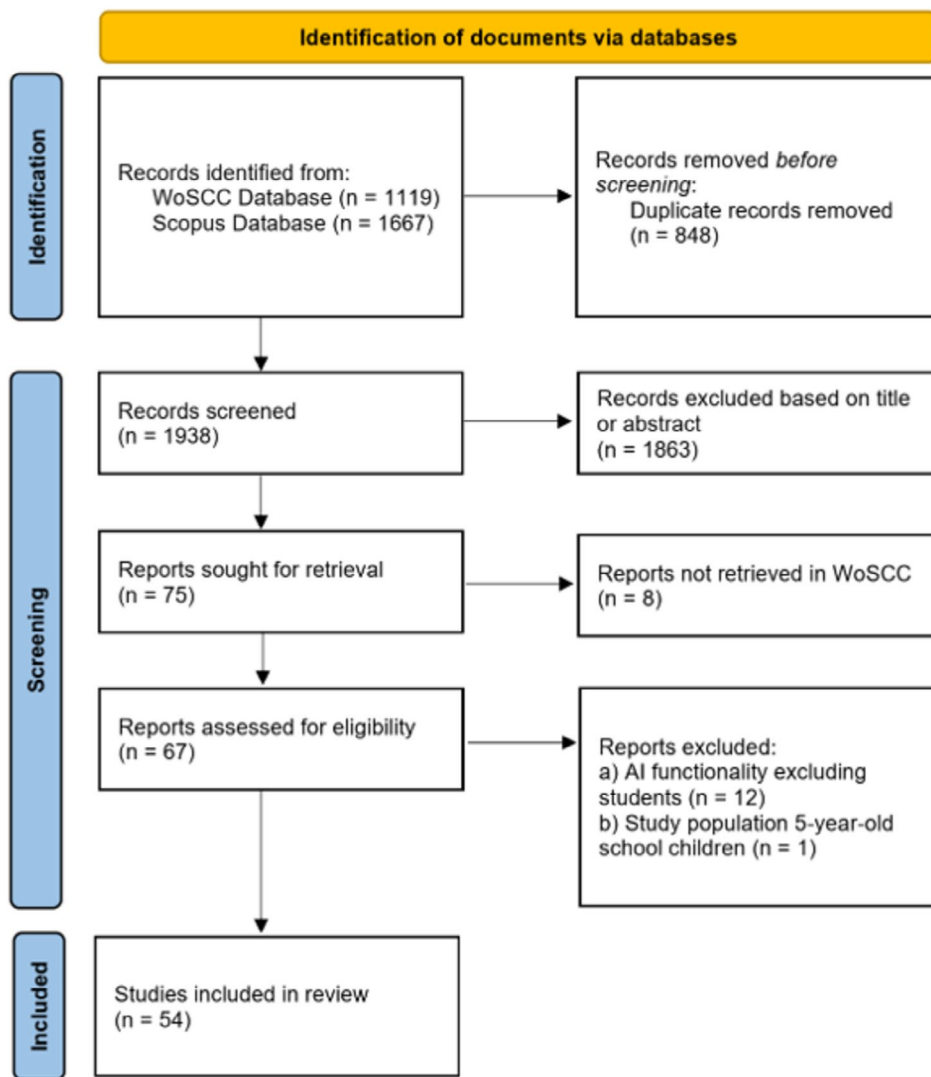 Identification of documents via databases
Identification
Records identified from:
WoSCC Database (n = 1119)
Scopus Database (n = 1667)
Records removed before
screening:
Duplicate records removed
(n = 848)
Screening
Records screened
(n = 1938)
Records excluded based on title
or abstract
(n = 1863)
Reports sought for retrieval
(n = 75)
Reports not retrieved in WoSCC
(n = 8)
Reports assessed for eligibility
(n = 67)
Reports excluded:
a) AI functionality excluding
students (n = 12)
b) Study population 5-year-old
school children (n = 1)
Included
Studies included in review
(n = 54)